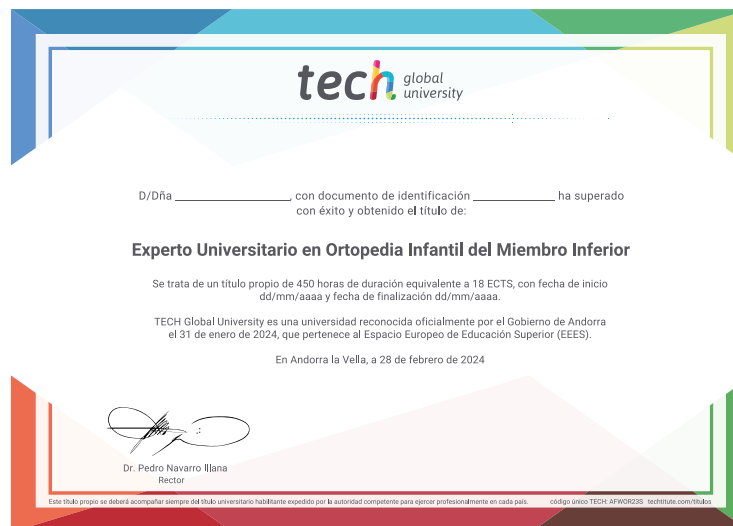 tech global university
D/Dña ____________, con documento de identificación ____________ ha superado
con éxito y obtenido el título de:
Experto Universitario en Ortopedia Infantil del Miembro Inferior
Se trata de un título propio de 450 horas de duración equivalente a 18 ECTS, con fecha de inicio
dd/mm/aaaa y fecha de finalización dd/mm/aaaa.
TECH Global University es una universidad reconocida oficialmente por el Gobierno de Andorra
el 31 de enero de 2024, que pertenece al Espacio Europeo de Educación Superior (EEES).
En Andorra la Vella, a 28 de febrero de 2024
Dr. Pedro Navarro Illana
Rector
Este título propio se deberá acompañar siempre del título universitario habilitante expedido por la autoridad competente para ejercer profesionalmente en cada país. código único TECH: AFWOR23S techtitute.com/titulos